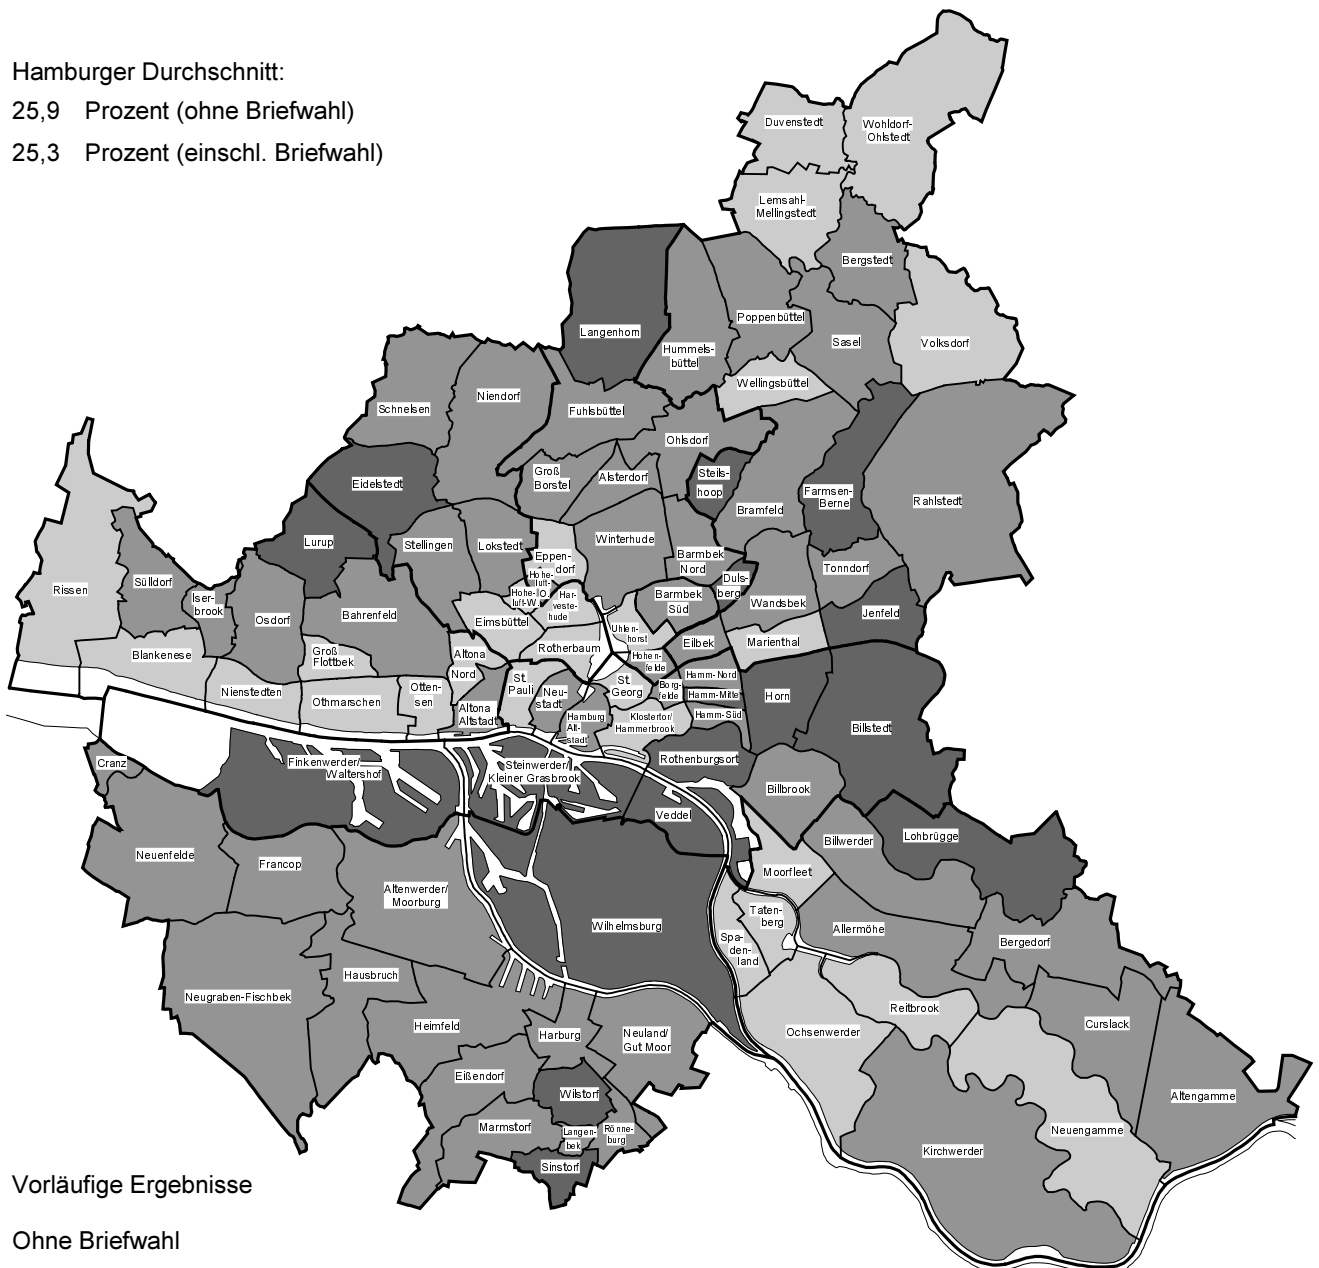 Hamburger Durchschnitt:
25,9 Prozent (ohne Briefwahl)
25,3 Prozent (einschl. Briefwahl)
Duvenstedt
Wohldorf-
Ohlstedt
Lemsahl-
Mellingstedt
Bergstedt
Langenhorn
Poppenbüttel
Hummels-
büttel
Sasel
Volksdorf
Wellingsbüttel
Schnelsen
Niendorf
Fuhlsbüttel
Ohlsdorf
Eidelstedt
Groß
Borstel
Alsterdorf
Steils-
hoop
Bramfeld
Farmsen-
Berne
Rahlstedt
Lurup
Stellingen
Lokstedt
Winterhude
Eppen-
dorf
Barmbek
Nord
Tonndorf
Rissen
Sülldorf
Iser-
brook
Osdorf
Bahrenfeld
Hohe-
luft-
O.
Hohe-
luft-W.
Har-
veste-
hude
Barmbek
Süd
Duls-
berg
Wandsbek
Jenfeld
Eimsbüttel
Uhlen-
horst
Eilbek
Marienthal
Blankenese
Groß
Flottbek
Altona
Nord
Rotherbaum
Hohen-
felde
Nienstedten
Othmarschen
Otten-
sen
Altona
Altstadt
St.
Pauli
Neu-
stadt
St.
Georg
Borg-
felde
Hamm-Nord
Hamm-Mitte
Hamm-Süd
Horn
Billstedt
Hamburg
Alt-
stadt
Klostertor/
Hammerbrook
Cranz
Finkenwerder/
Waltershof
Steinwerder/
Kleiner Grasbrook
Rothenburgsort
Billbrook
Veddel
Neuenfelde
Francop
Altenwerder/
Moorburg
Wilhelmsburg
Moorfleet
Billwerder
Lohbrügge
Taten-
berg
Spa-
den-
land
Allermöhe
Bergedorf
Neugraben-Fischbek
Hausbruch
Heimfeld
Harburg
Neuland/
Gut Moor
Ochsenwerder
Reitbrook
Curslack
Eißendorf
Wilstorf
Altengamme
Marmstorf
Langen-
bek
Rönne-
burg
Sinstorf
Kirchwerder
Neuengamme
Vorläufige Ergebnisse
Ohne Briefwahl